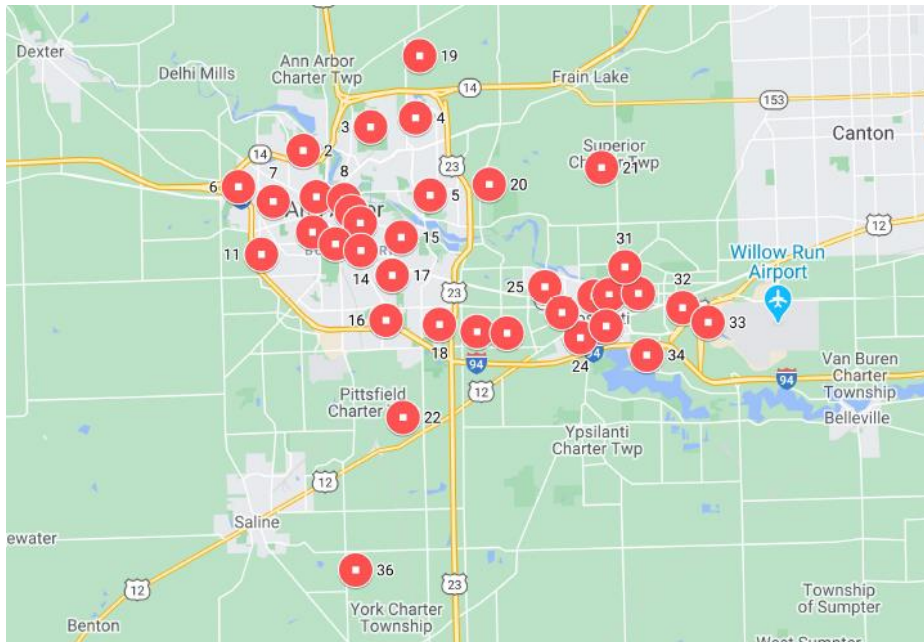 Dexter
Delhi Mills
Ann Arbor
Charter Twp
19
14
Frain Lake
153
Canton
3
4
2
14
7
8
23
Superior
Charter Twp
21
6
5
20
12
11
15
31
Willow Run
Airport
14
17
25
32
23
16
33
18
94
24
34
94
Van Buren
Charter
Township
Belleville
12
Pittsfield
22
Ypsilanti
Charter Twp
12
Saline
ewater
36
23
12
York Charter
Township
Township
of Sumpter
Benton
West Sumpter